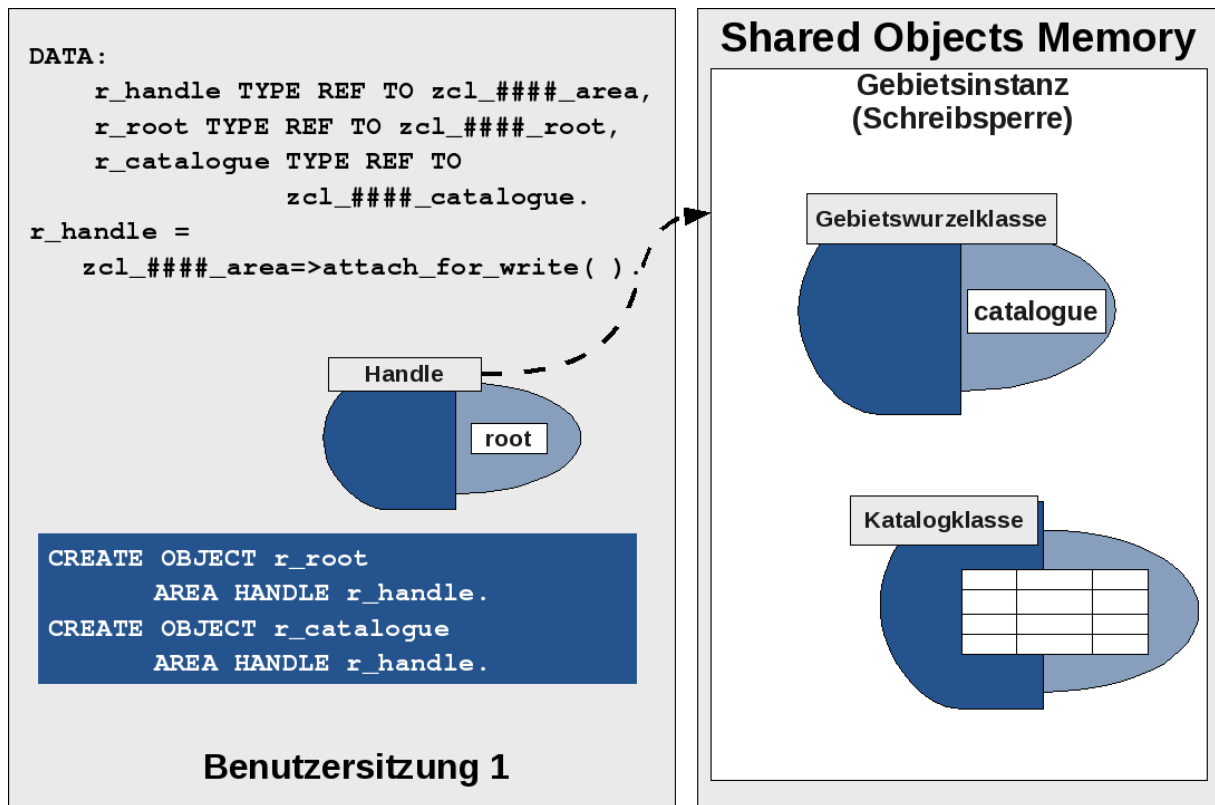 DATA:
r_handle TYPE REF TO zcl_####_area,
r_root TYPE REF TO zcl_####_root,
r_catalogue TYPE REF TO
zcl_####_catalogue.
r_handle =
zcl_####_area=>attach_for_write( ).
Handle
root
CREATE OBJECT r_root
AREA HANDLE r_handle.
CREATE OBJECT r_catalogue
AREA HANDLE r_handle.
Benutzersitzung 1
Shared Objects Memory
Gebietsinstanz
(Schreibsperre)
Gebietswurzelklasse
catalogue
Katalogklasse